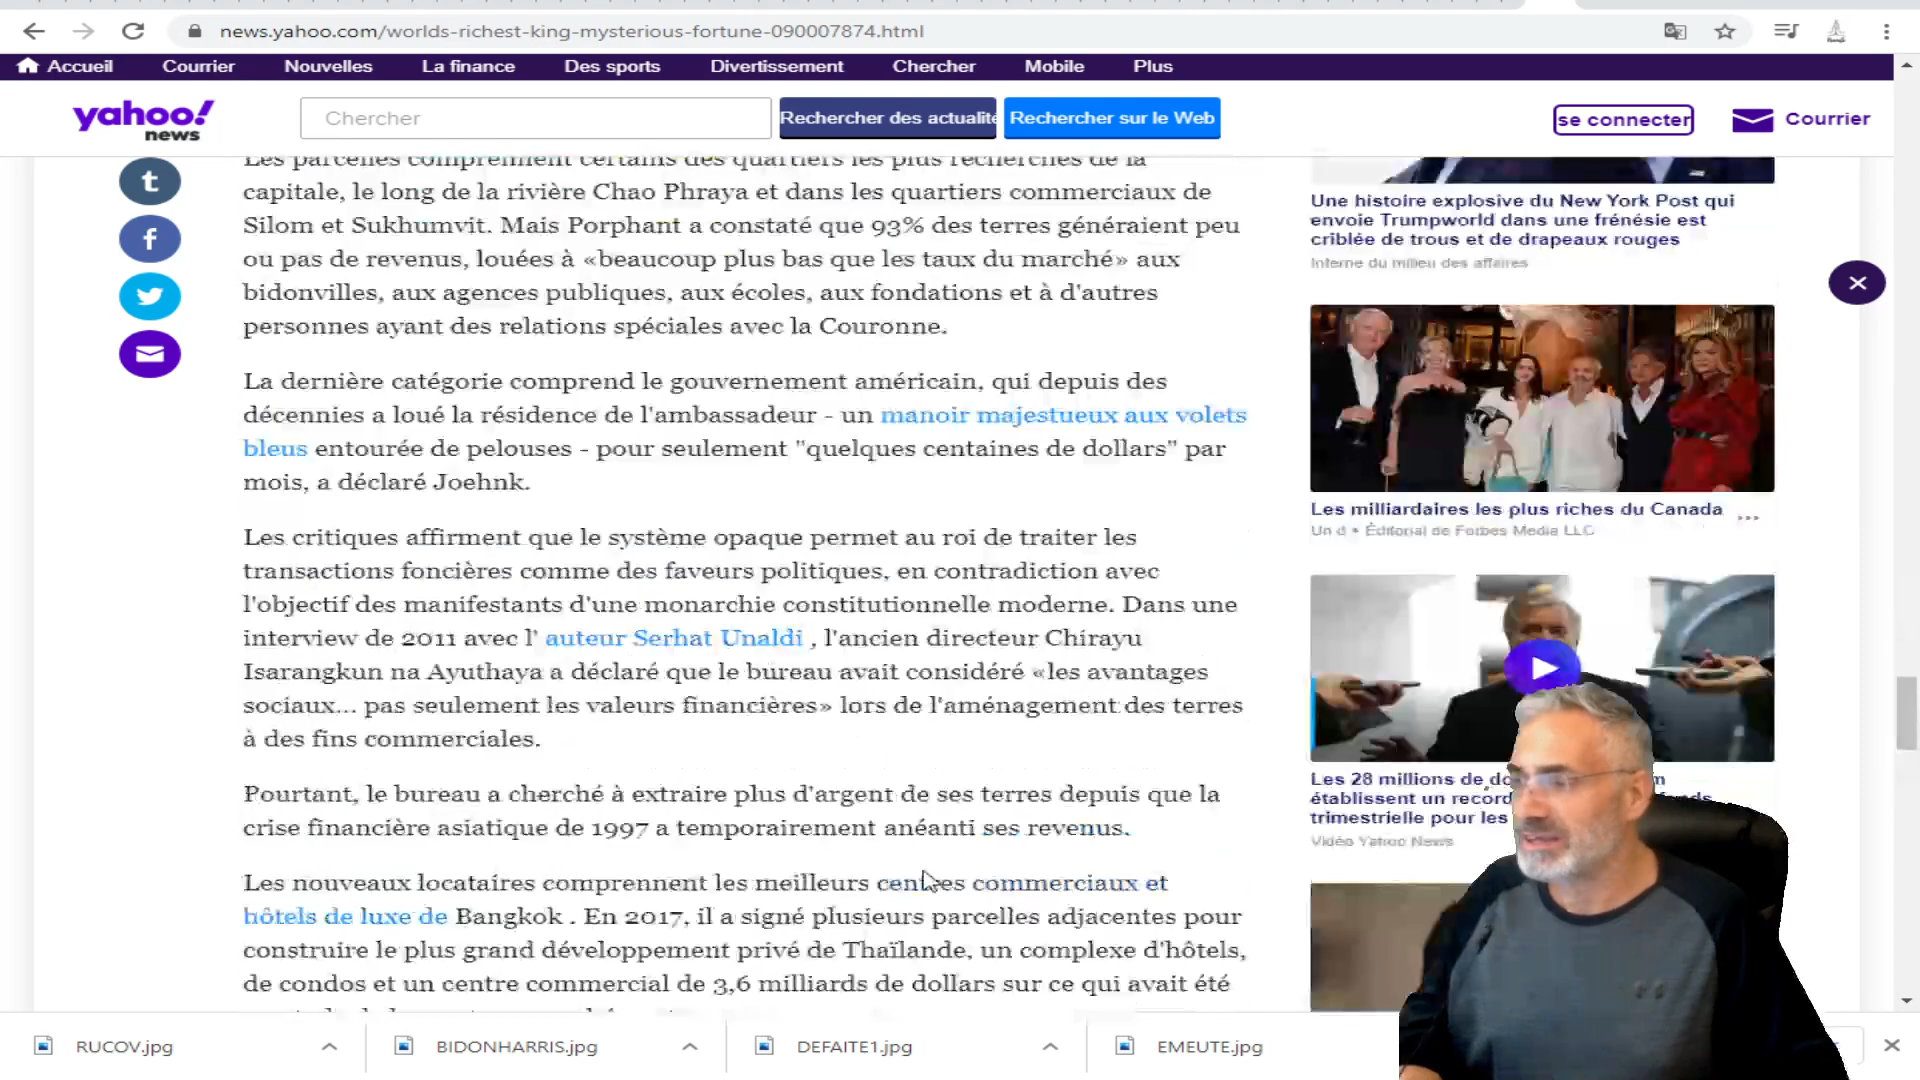 news.yahoo.com/worlds-richest-king-mysterious-fortune-090007874.html
Accueil Courrier Nouvelles La finance Des sports Divertissement Chercher Mobile Plus
yahoo!
news
Chercher
Rechercher des actualité
Rechercher sur le Web
se connecter
Courrier
Les parcelles comprennent certains des quartiers les plus recherchés de la
capitale, le long de la rivière Chao Phraya et dans les quartiers commerciaux de
Silom et Sukhumvit. Mais Porphant a constaté que 93% des terres généraient peu
ou pas de revenus, louées à «beaucoup plus bas que les taux du marché» aux
bidonvilles, aux agences publiques, aux écoles, aux fondations et à d'autres
personnes ayant des relations spéciales avec la Couronne.
La dernière catégorie comprend le gouvernement américain, qui depuis des
décennies a loué la résidence de l'ambassadeur - un manoir majestueux aux volets
bleus entourée de pelouses - pour seulement "quelques centaines de dollars" par
mois, a déclaré Joehnk.
Les critiques affirment que le système opaque permet au roi de traiter les
transactions foncières comme des faveurs politiques, en contradiction avec
l'objectif des manifestants d'une monarchie constitutionnelle moderne. Dans une
interview de 2011 avec l' auteur Serhat Unaldi , l'ancien directeur Chirayu
Isarangkun na Ayuthaya a déclaré que le bureau avait considéré «les avantages
sociaux... pas seulement les valeurs financières» lors de l'aménagement des terres
à des fins commerciales.
Pourtant, le bureau a cherché à extraire plus d'argent de ses terres depuis que la
crise financière asiatique de 1997 a temporairement anéanti ses revenus.
Les nouveaux locataires comprennent les meilleurs centres commerciaux et
hôtels de luxe de Bangkok . En 2017, il a signé plusieurs parcelles adjacentes pour
construire le plus grand développement privé de Thaïlande, un complexe d'hôtels,
de condos et un centre commercial de 3,6 milliards de dollars sur ce qui avait été
Une histoire explosive du New York Post qui
envoie Trumpworld dans une frénésie est
criblée de trous et de drapeaux rouges
Interne du milieu des affaires
Les milliardaires les plus riches du Canada
Un d • Éditorial de Forbes Media LLC
Les 28 millions de
établissent un record
trimestrielle pour les
Vidéo Yahoo News
RUCOV.jpg
BIDONHARRIS.jpg
DEFAITE1.jpg
EMEUTE.jpg